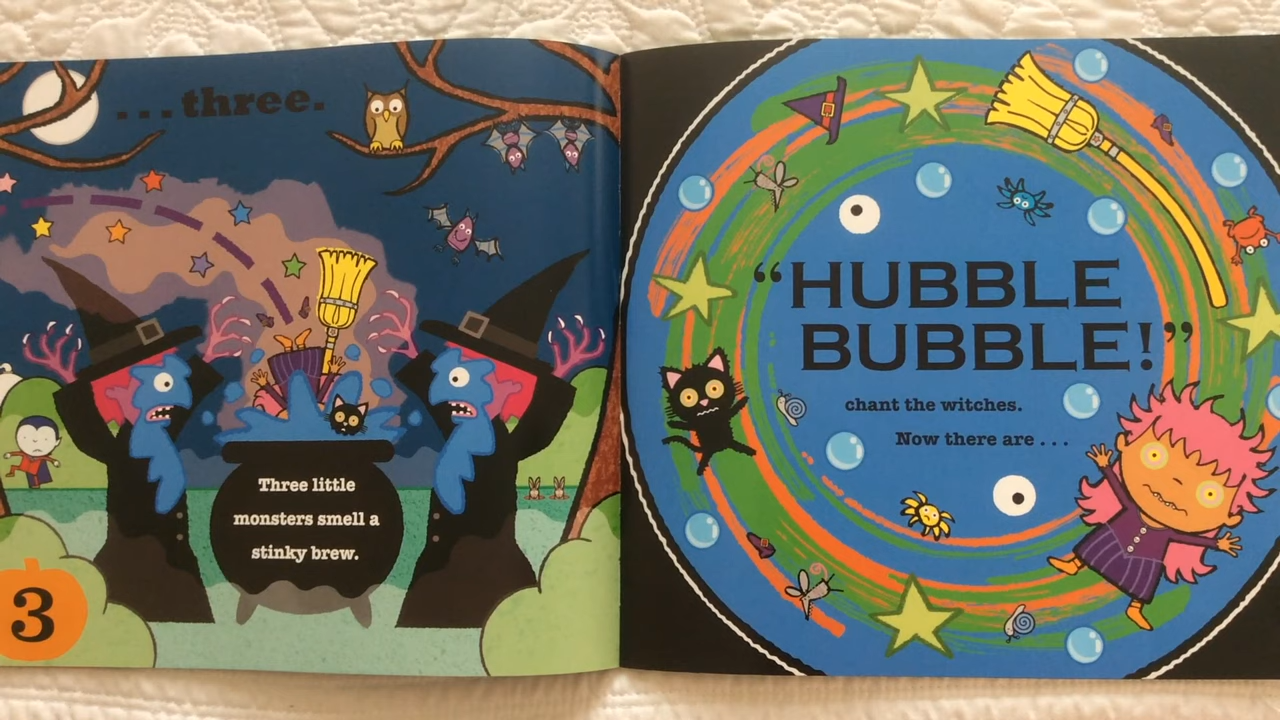 ...three.
Three little
monsters smell a
stinky brew.
3
“HUBBLE
BUBBLE!”
chant the witches.
Now there are . . .